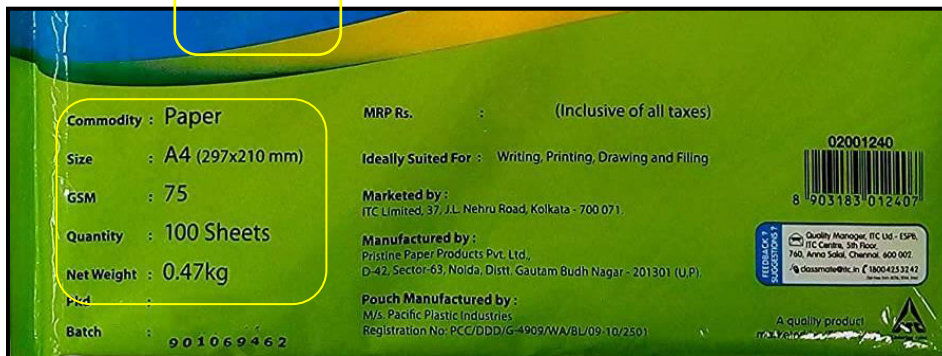 Commodity : Paper
Size : A4 (297x210 mm)
GSM : 75
Quantity : 100 Sheets
Net Weight : 0.47kg
Pkd :
Batch : 901069462
MRP Rs. : (Inclusive of all taxes)
Ideally Suited For : Writing, Printing, Drawing and Filing
Marketed by :
ITC Limited, 37, J.L. Nehru Road, Kolkata - 700 071.
Manufactured by :
Pristine Paper Products Pvt. Ltd.,
D-42, Sector-63, Noida, Distt. Gautam Budh Nagar - 201301 (U.P).
Pouch Manufactured by :
M/s. Pacific Plastic Industries
Registration No: PCC/DDD/G-4909/WA/BL/09-10/2501
02001240
8 903183 012407
FEEDBACK ?
SUGGESTIONS ?
Quality Manager, ITC Ltd - ESPB,
ITC Centre, 5th Floor,
760, Anna Salai, Chennai. 600 002.
classmate@itc.in 18004253242
A quality product